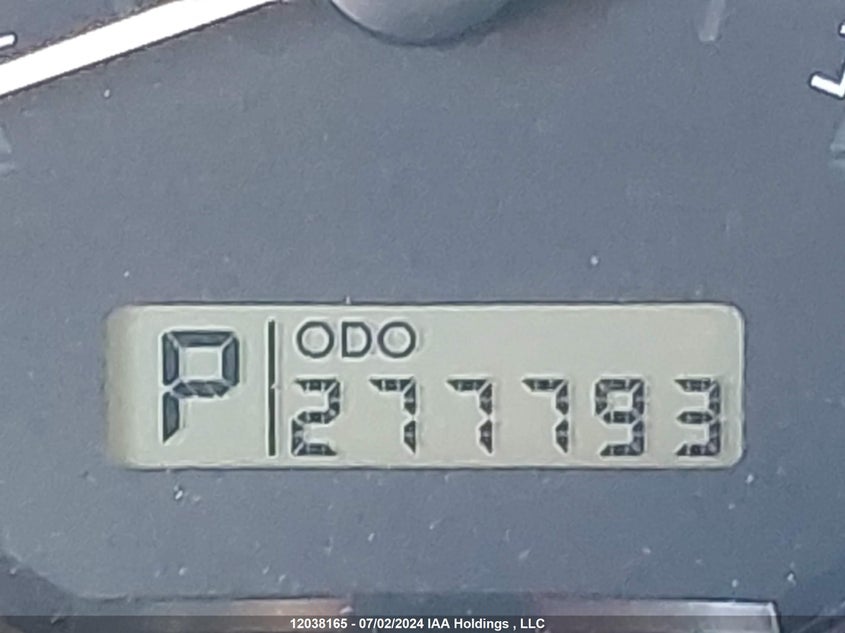 P
ODO
277793
12038165 - 07/02/2024 IAA Holdings , LLC